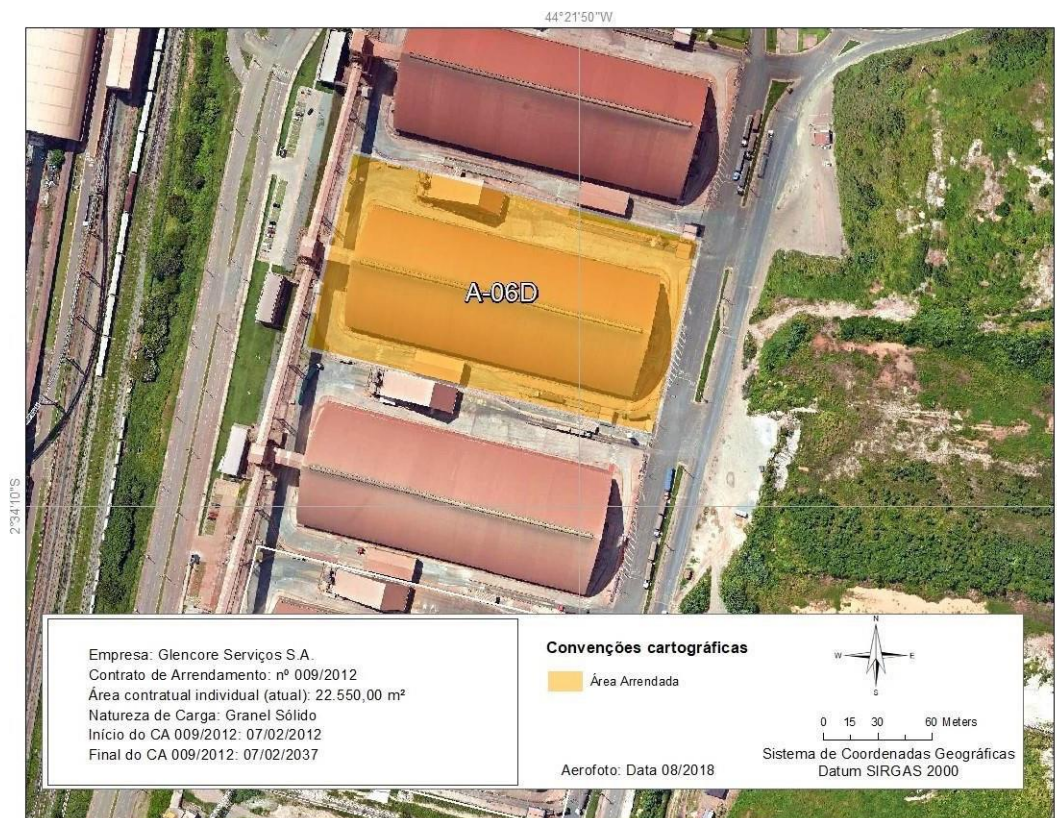 44°21'50"W
A-06D
2°34'10"S
Empresa: Glencore Serviços S.A.
Contrato de Arrendamento: nº 009/2012
Área contratual individual (atual): 22.550,00 m²
Natureza de Carga: Granel Sólido
Início do CA 009/2012: 07/02/2012
Final do CA 009/2012: 07/02/2037
Convenções cartográficas
Área Arrendada
Aerofoto: Data 08/2018
N
W E
S
0 15 30 60 Meters
Sistema de Coordenadas Geográficas
Datum SIRGAS 2000